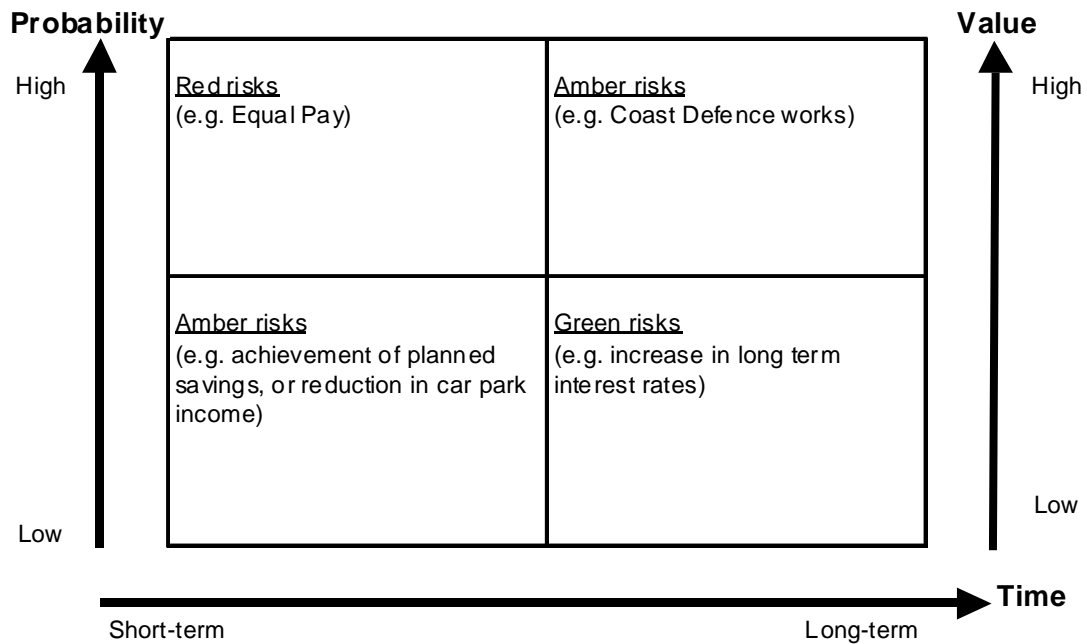 Probability
Value
High
High
Red risks
(e.g. Equal Pay)
Amber risks
(e.g. Coast Defence works)
Amber risks
(e.g. achievement of planned
savings, or reduction in car park
income)
Green risks
(e.g. increase in long term
interest rates)
Low
Low
Time
Short-term
Long-term